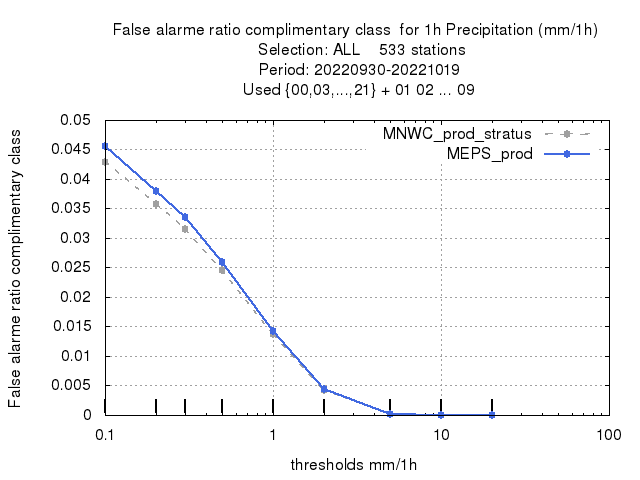 False alarme ratio complimentary class  for 1h Precipitation (mm/1h)
Selection: ALL    533 stations
Period: 20220930-20221019
Used {00,03,...,21} + 01 02 ... 09
MNWC_prod_stratus
MEPS_prod
False alarme ratio complimentary class
0.05
0.045
0.04
0.035
0.03
0.025
0.02
0.015
0.01
0.005
0
0.1
1
10
100
thresholds mm/1h